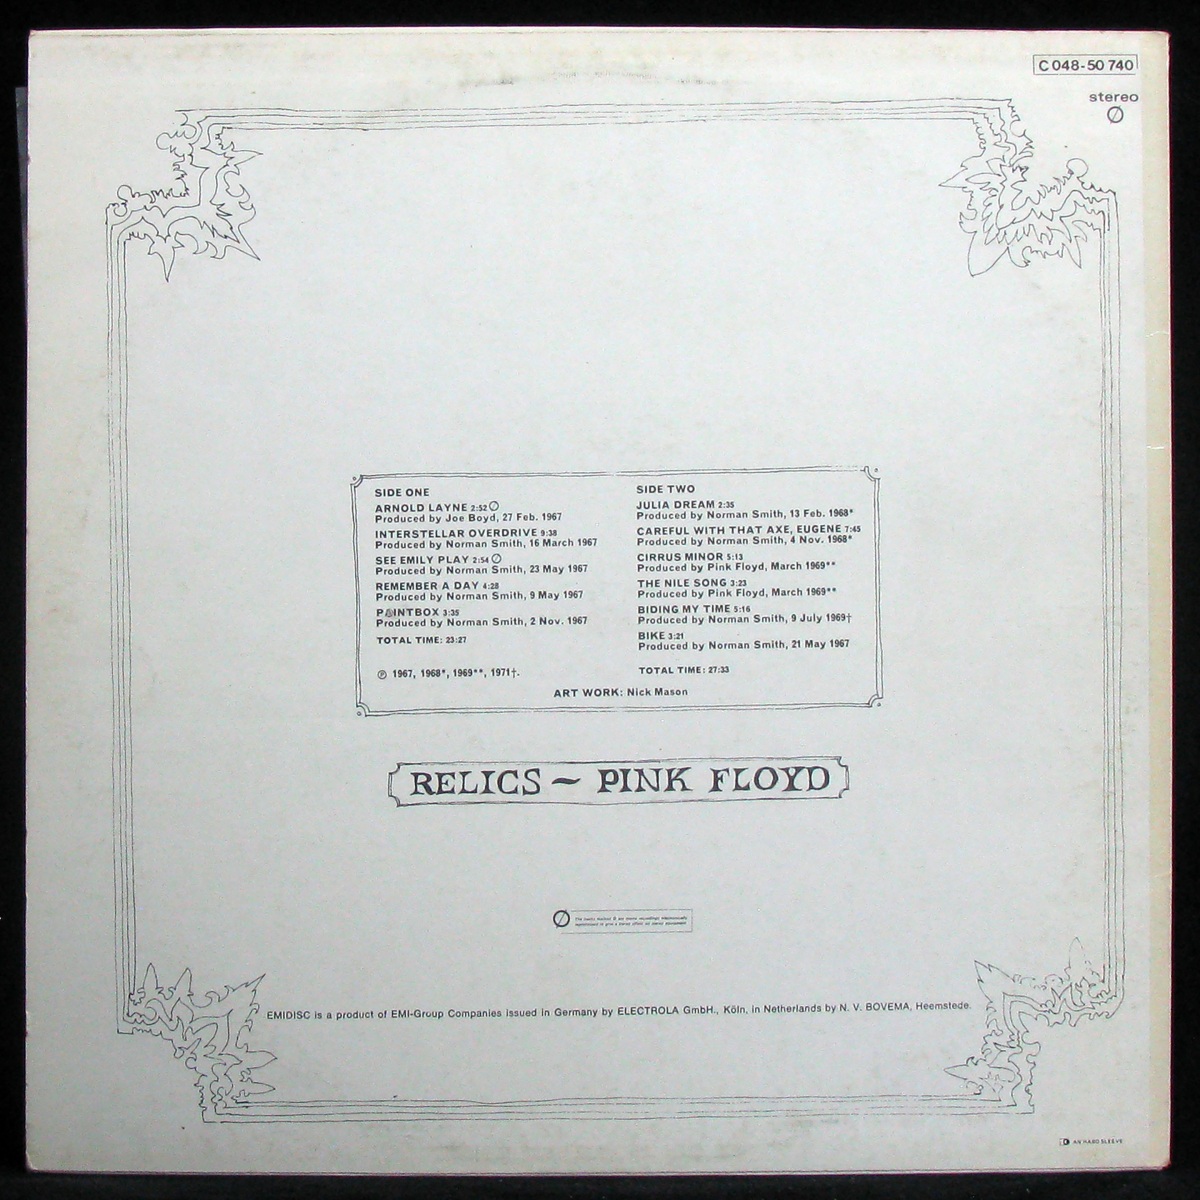 C 048-50 740
stereo
Ø
SIDE ONE
ARNOLD LAYNE 2:52 Ø
Produced by Joe Boyd, 27 Feb. 1967
INTERSTELLAR OVERDRIVE 9:38
Produced by Norman Smith, 16 March 1967
SEE EMILY PLAY 2:54 Ø
Produced by Norman Smith, 23 May 1967
REMEMBER A DAY 4:28
Produced by Norman Smith, 9 May 1967
PAINTBOX 3:35
Produced by Norman Smith, 2 Nov. 1967
TOTAL TIME: 23:27
℗ 1967, 1968*, 1969**, 1971†.
SIDE TWO
JULIA DREAM 2:35
Produced by Norman Smith, 13 Feb. 1968*
CAREFUL WITH THAT AXE, EUGENE 7:45
Produced by Norman Smith, 4 Nov. 1968*
CIRRUS MINOR 5:13
Produced by Pink Floyd, March 1969**
THE NILE SONG 3:23
Produced by Pink Floyd, March 1969**
BIDING MY TIME 5:16
Produced by Norman Smith, 9 July 1969†
BIKE 3:21
Produced by Norman Smith, 21 May 1967
TOTAL TIME: 27:33
ART WORK: Nick Mason
RELICS ~ PINK FLOYD
Ø
EMIDISC is a product of EMI-Group Companies issued in Germany by ELECTROLA GmbH., Köln, in Netherlands by N. V. BOVEMA, Heemstede.
AN HABO SLEEVE